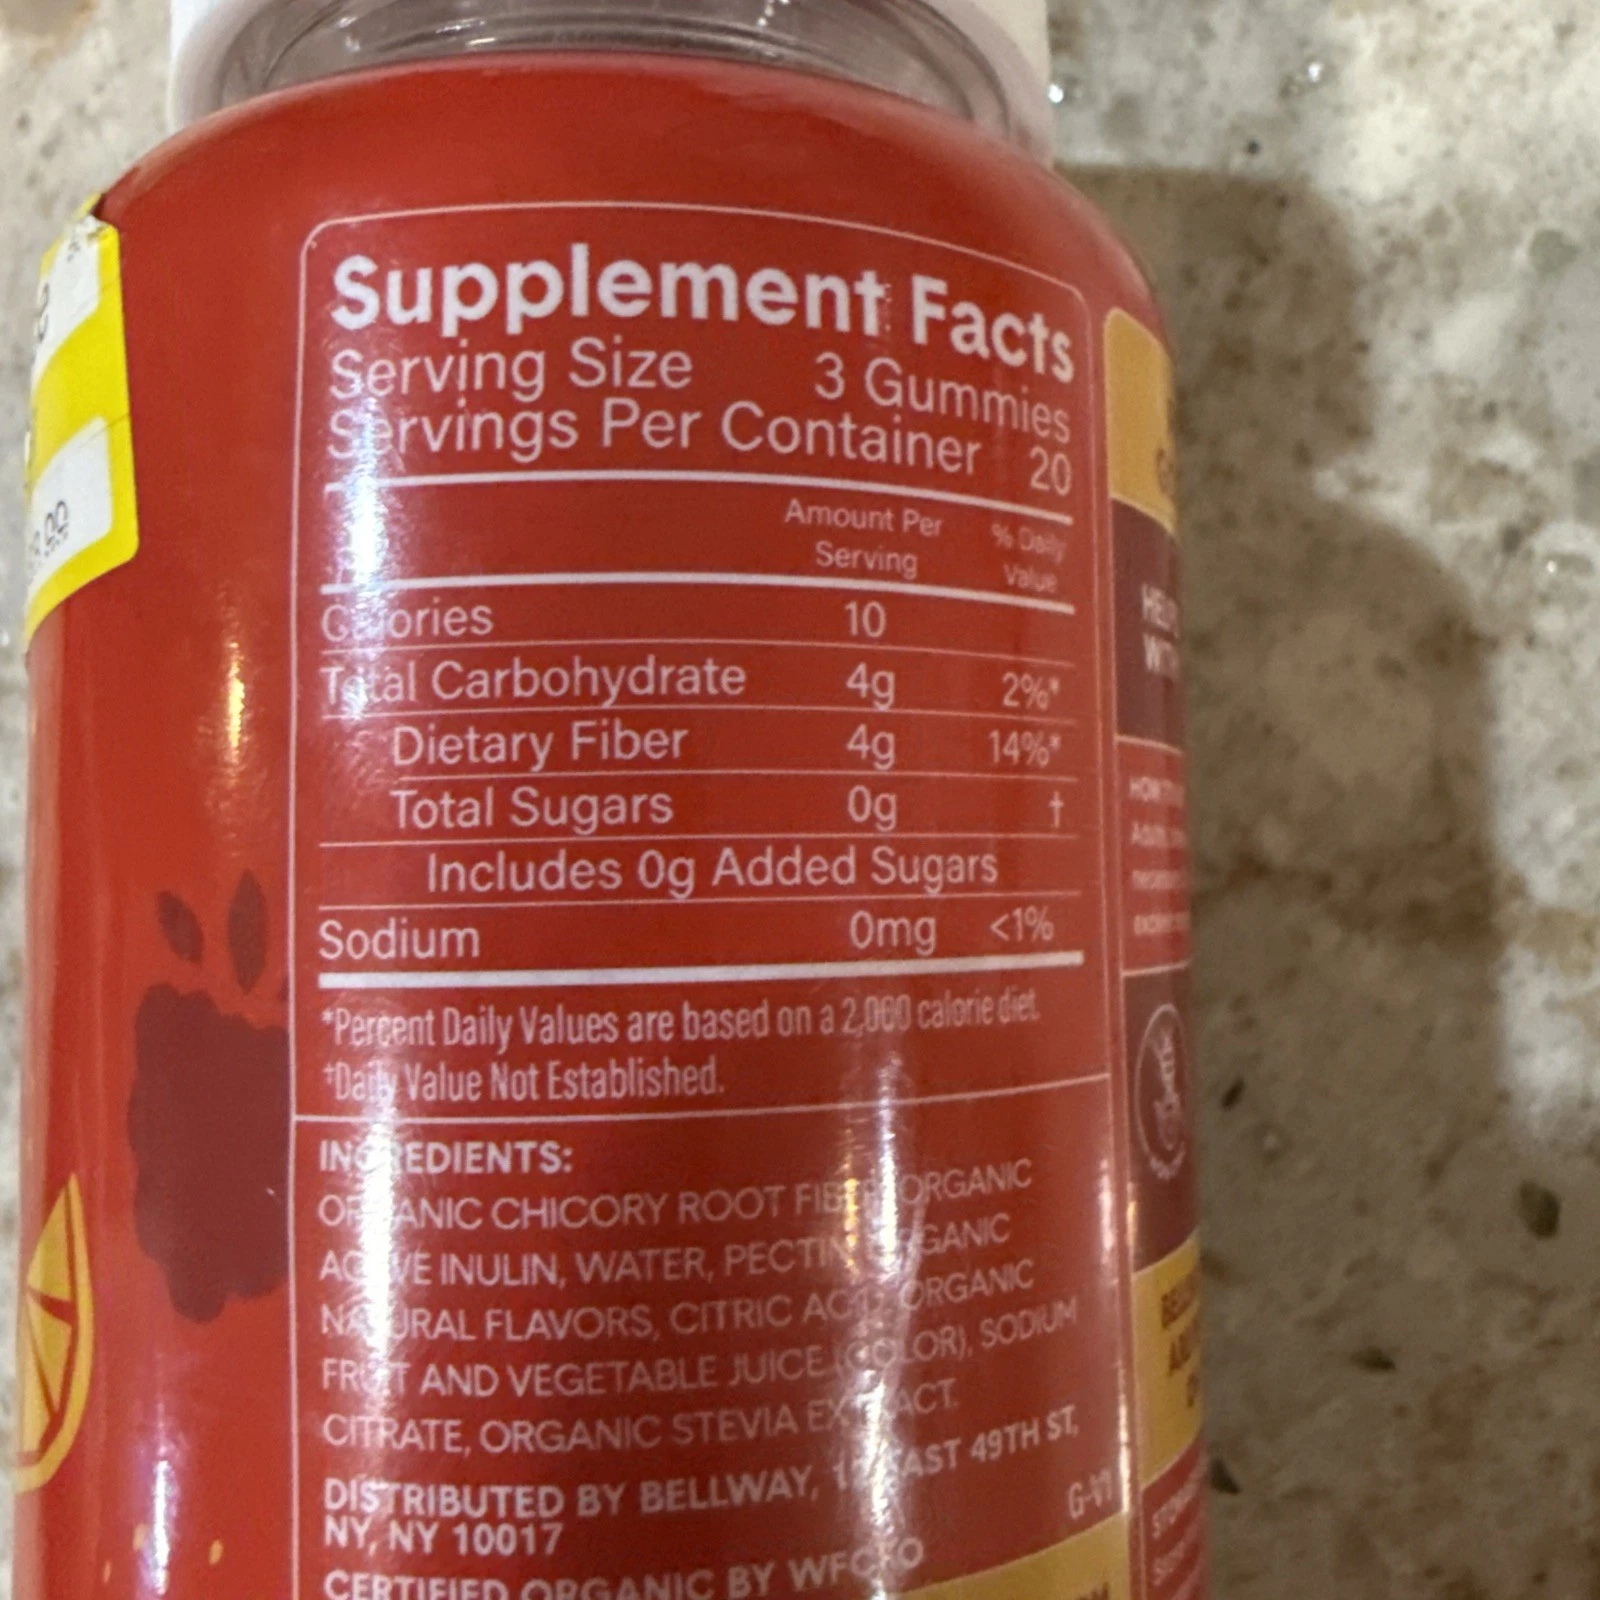 Supplement Facts
Serving Size 3 Gummies
Servings Per Container 20
Amount Per Serving
% Daily Value
Calories 10
Total Carbohydrate 4g 2%*
Dietary Fiber 4g 14%*
Total Sugars 0g †
Includes 0g Added Sugars
Sodium 0mg <1%
*Percent Daily Values are based on a 2,000 calorie diet.
†Daily Value Not Established.
INGREDIENTS:
ORGANIC CHICORY ROOT FIBER, ORGANIC
AGAVE INULIN, WATER, PECTIN, ORGANIC
NATURAL FLAVORS, CITRIC ACID, ORGANIC
FRUIT AND VEGETABLE JUICE (COLOR), SODIUM
CITRATE, ORGANIC STEVIA EXTRACT.
DISTRIBUTED BY BELLWAY, EAST 49TH ST,
NY, NY 10017
CERTIFIED ORGANIC BY